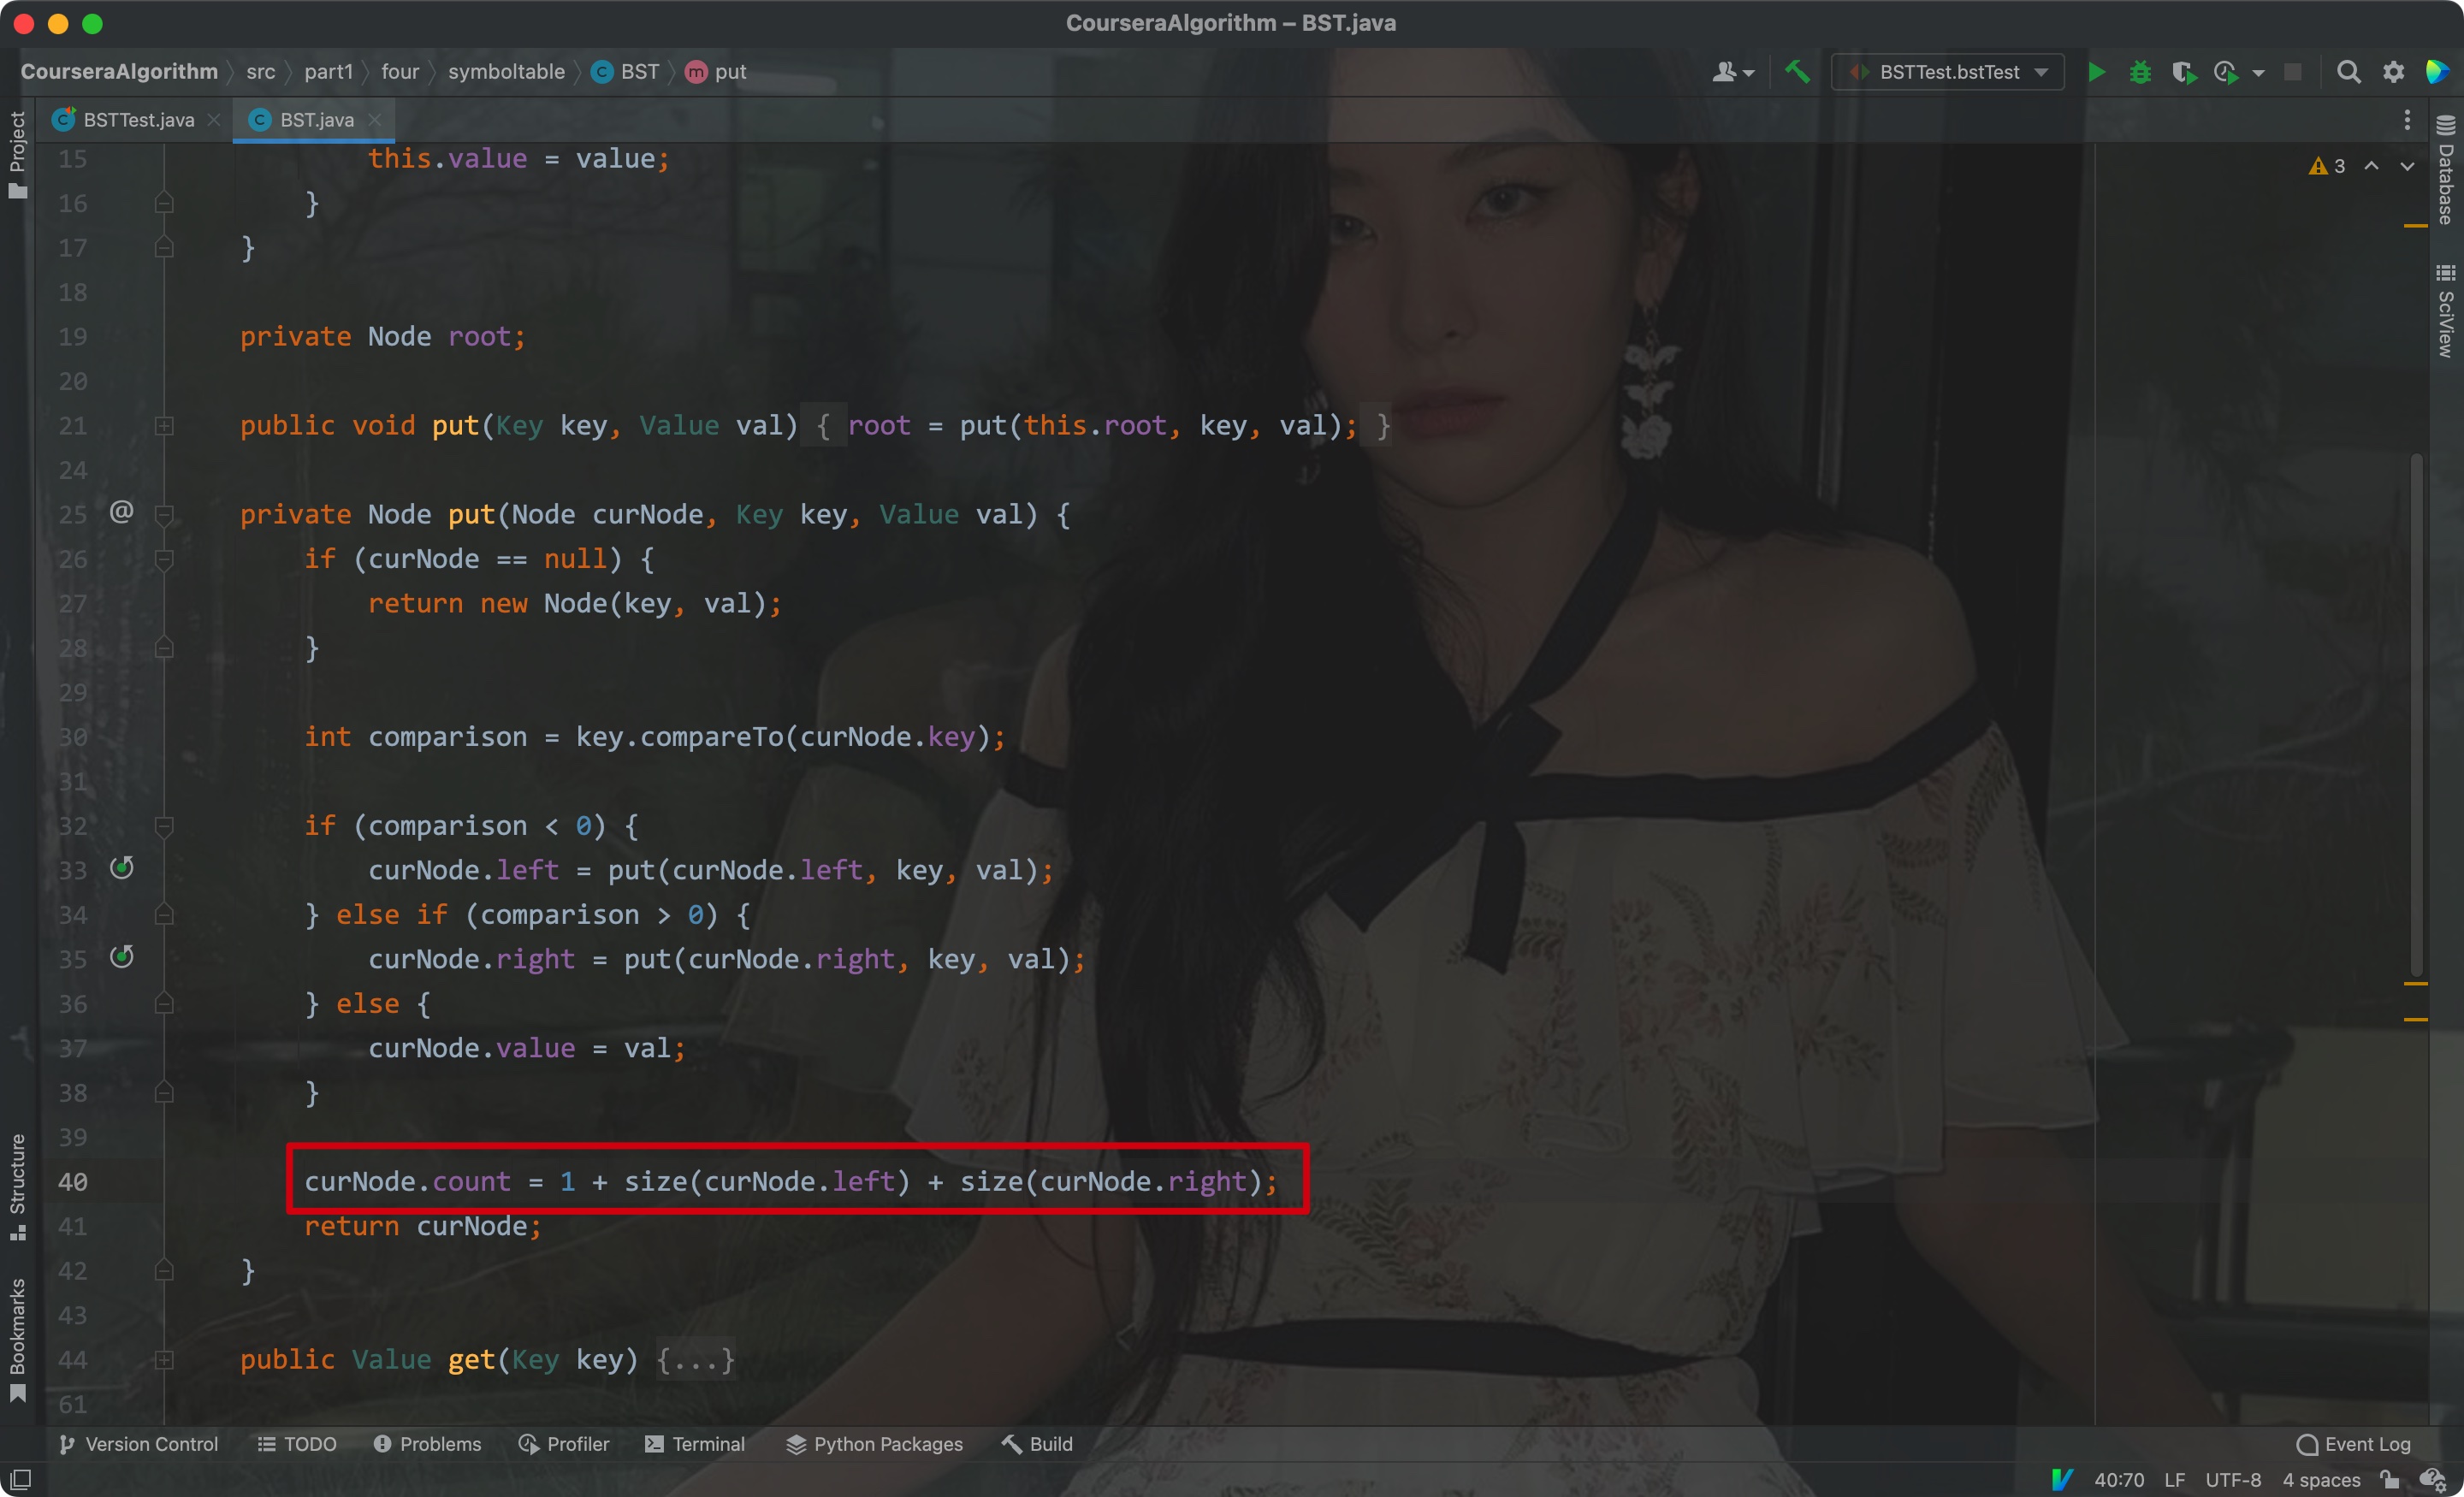 CourseraAlgorithm – BST.java
CourseraAlgorithm src part1 four symboltable C BST m put
BSTTest.bstTest
C BSTTest.java C BST.java
Project
Database
SciView
3
15 this.value = value;
16 }
17 }
18
19 private Node root;
20
21 public void put(Key key, Value val) { root = put(this.root, key, val); }
24
25 @ private Node put(Node curNode, Key key, Value val) {
26 if (curNode == null) {
27 return new Node(key, val);
28 }
29
30 int comparison = key.compareTo(curNode.key);
31
32 if (comparison < 0) {
33 curNode.left = put(curNode.left, key, val);
34 } else if (comparison > 0) {
35 curNode.right = put(curNode.right, key, val);
36 } else {
37 curNode.value = val;
38 }
39
40 curNode.count = 1 + size(curNode.left) + size(curNode.right);
41 return curNode;
42 }
43
44 public Value get(Key key) {...}
61
Structure
Bookmarks
Version Control TODO Problems Profiler Terminal Python Packages Build Event Log
40:70 LF UTF-8 4 spaces